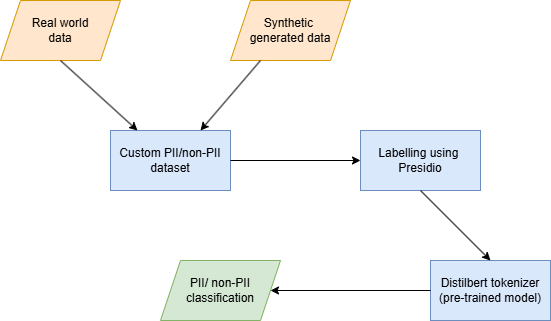 Real world
data
Synthetic
generated data
Custom PII/non-PII
dataset
Labelling using
Presidio
PII/ non-PII
classification
Distilbert tokenizer
(pre-trained model)